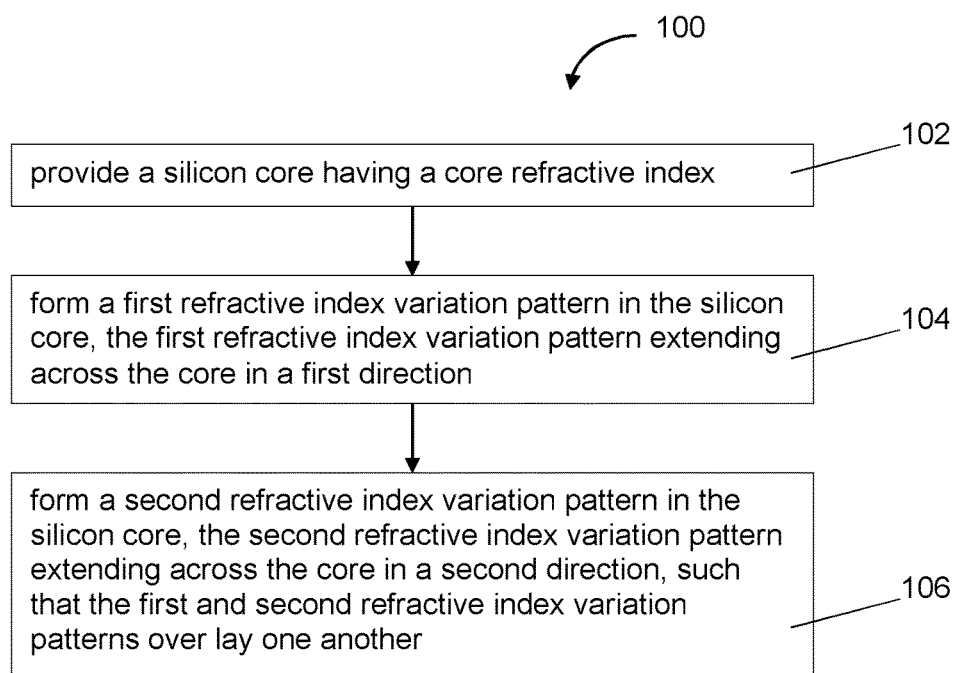 100
102
provide a silicon core having a core refractive index
104
form a first refractive index variation pattern in the silicon
core, the first refractive index variation pattern extending
across the core in a first direction
form a second refractive index variation pattern in the
silicon core, the second refractive index variation pattern
extending across the core in a second direction, such
that the first and second refractive index variation
patterns over lay one another
106